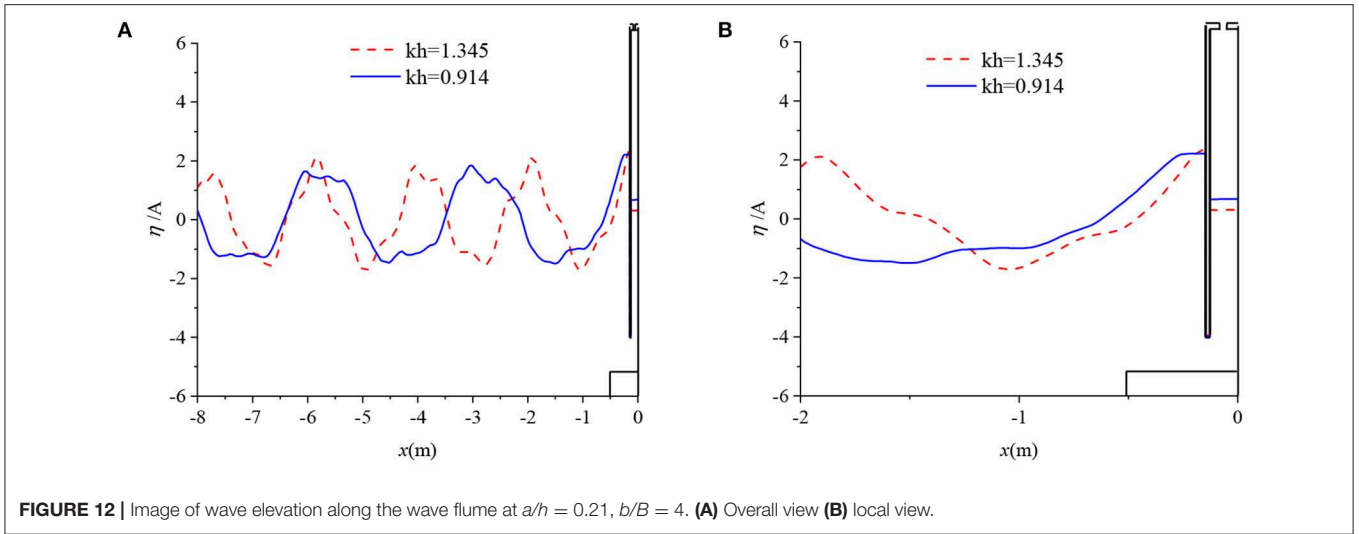 A
kh=1.345
kh=0.914
6
4
2
0
-2
-4
-6
η /A
-8 -7 -6 -5 -4 -3 -2 -1 0
x(m)
B
kh=1.345
kh=0.914
6
4
2
0
-2
-4
-6
η /A
-2 -1 0
x(m)
FIGURE 12 | Image of wave elevation along the wave flume at a/h = 0.21, b/B = 4. (A) Overall view (B) local view.